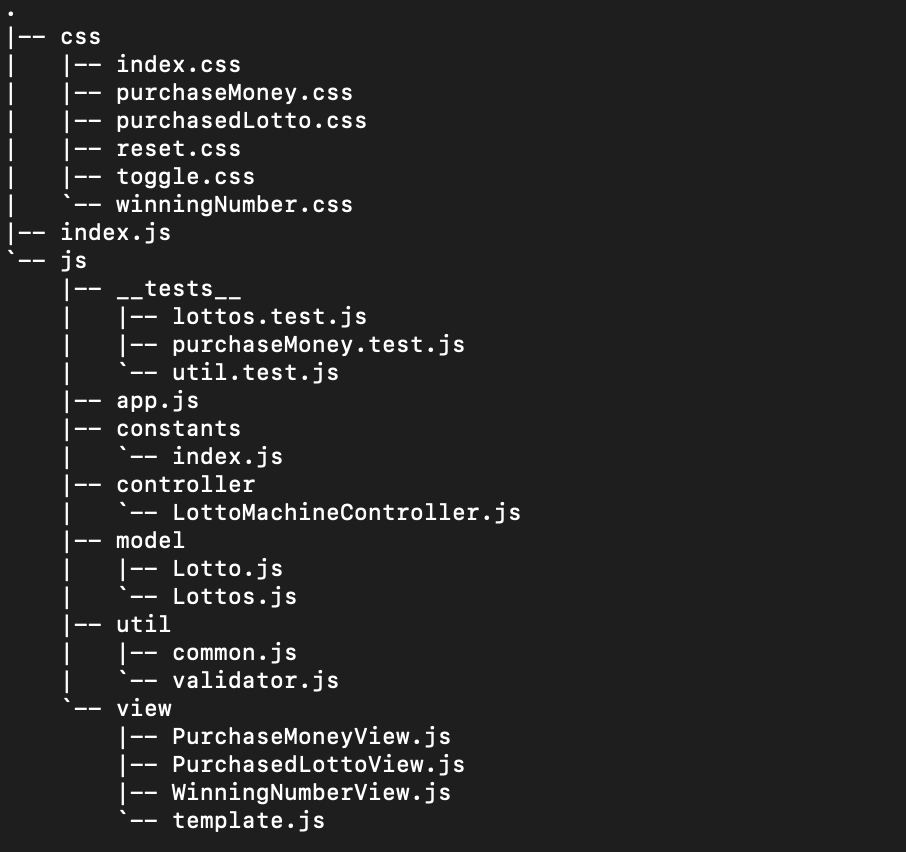 .
|-- css
|   |-- index.css
|   |-- purchaseMoney.css
|   |-- purchasedLotto.css
|   |-- reset.css
|   |-- toggle.css
|   `-- winningNumber.css
|-- index.js
`-- js
    |-- __tests__
    |   |-- lottos.test.js
    |   |-- purchaseMoney.test.js
    |   `-- util.test.js
    |-- app.js
    |-- constants
    |   `-- index.js
    |-- controller
    |   `-- LottoMachineController.js
    |-- model
    |   |-- Lotto.js
    |   `-- Lottos.js
    |-- util
    |   |-- common.js
    |   `-- validator.js
    `-- view
        |-- PurchaseMoneyView.js
        |-- PurchasedLottoView.js
        |-- WinningNumberView.js
        `-- template.js